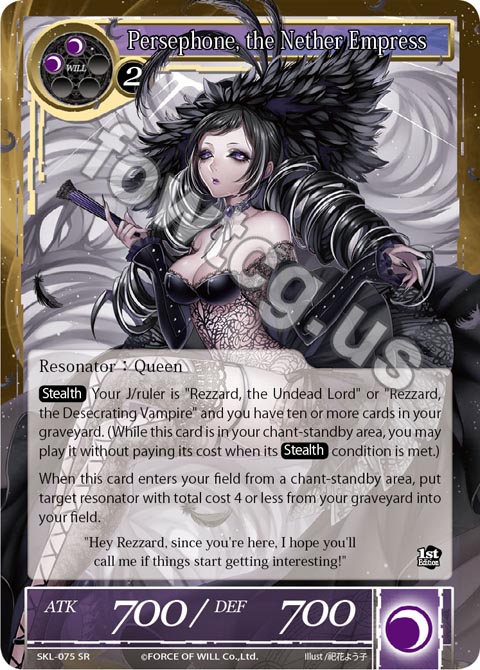 Persephone, the Nether Empress
WILL
2
fowtcg.us
Resonator : Queen
Stealth Your J/ruler is "Rezzard, the Undead Lord" or "Rezzard,
the Desecrating Vampire" and you have ten or more cards in your
graveyard. (While this card is in your chant-standby area, you may
play it without paying its cost when its Stealth condition is met.)
When this card enters your field from a chant-standby area, put
target resonator with total cost 4 or less from your graveyard into
your field.
"Hey Rezzard, since you're here, I hope you'll
call me if things start getting interesting!"
1st
Edition
ATK 700 / DEF 700
SKL-075 SR ©FORCE OF WILL Co.,Ltd. Illust/祀花よう子